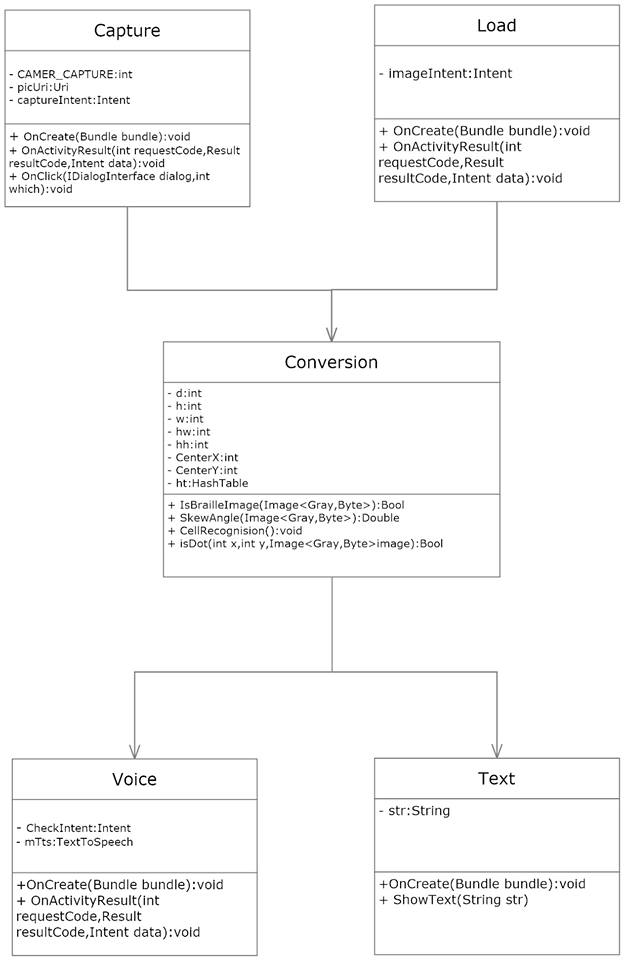 Capture
- CAMER_CAPTURE:int
- picUri:Uri
- captureIntent:Intent
+ OnCreate(Bundle bundle):void
+ OnActivityResult(int requestCode,Result
resultCode,Intent data):void
+ OnClick(IDialogInterface dialog,int
which):void
Load
- imageIntent:Intent
+ OnCreate(Bundle bundle):void
+ OnActivityResult(int
requestCode,Result
resultCode,Intent data):void
Conversion
- d:int
- h:int
- w:int
- hw:int
- hh:int
- CenterX:int
- CenterY:int
- ht:HashTable
+ IsBrailleImage(Image<Gray,Byte>):Bool
+ SkewAngle(Image<Gray,Byte>):Double
+ CellRecognision():void
+ isDot(int x,int y,Image<Gray,Byte>image):Bool
Voice
- CheckIntent:Intent
- mTts:TextToSpeech
+OnCreate(Bundle bundle):void
+ OnActivityResult(int
requestCode,Result
resultCode,Intent data):void
Text
- str:String
+OnCreate(Bundle bundle):void
+ ShowText(String str)